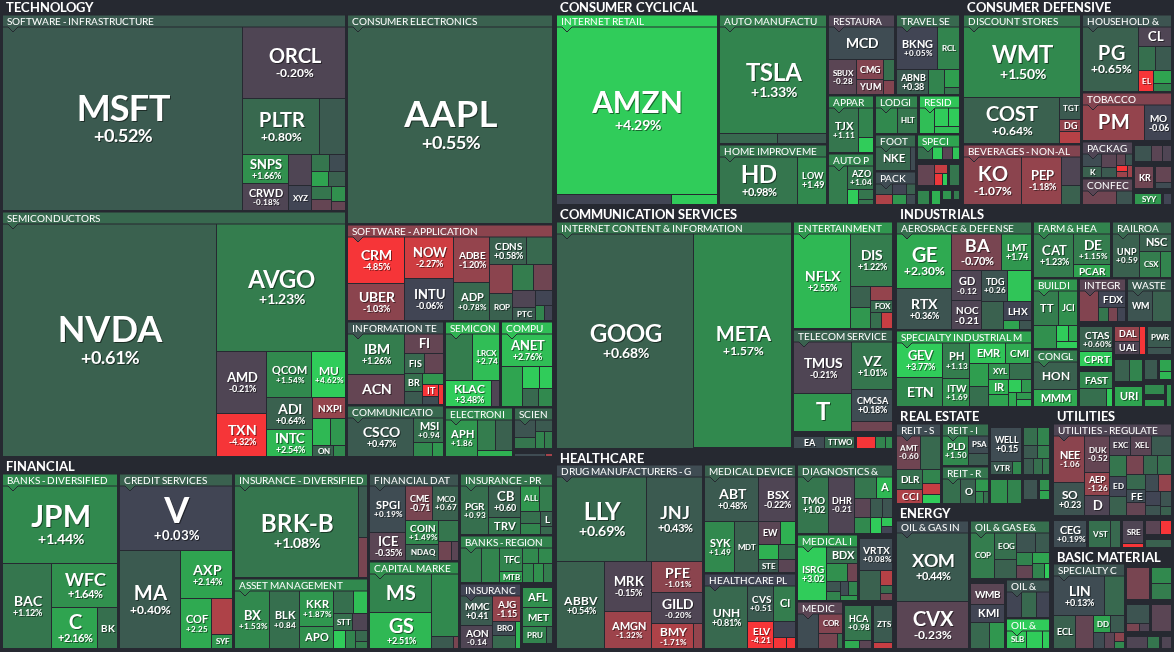 TECHNOLOGY
SOFTWARE - INFRASTRUCTURE
MSFT
+0.52%
ORCL
-0.20%
PLTR
+0.80%
SNPS
+1.66%
CRWD
-0.18%
XYZ
CONSUMER ELECTRONICS
AAPL
+0.55%
SEMICONDUCTORS
NVDA
+0.61%
AVGO
+1.23%
AMD
-0.21%
QCOM
+1.54%
MU
+4.62%
TXN
-4.32%
ADI
+0.64%
NXPI
INTC
+2.54%
ON
SOFTWARE - APPLICATION
CRM
-4.85%
NOW
-2.27%
ADBE
-1.20%
CDNS
+0.58%
UBER
-1.03%
INTU
-0.06%
ADP
+0.78%
ROP
PTC
INFORMATION TE
IBM
+1.26%
FI
FIS
ACN
BR
IT
SEMICON
LRCX
+2.74
KLAC
+3.48%
COMPU
ANET
+2.76%
COMMUNICATIO
CSCO
+0.47%
MSI
+0.94
ELECTRONI
APH
+1.86
SCIEN
CONSUMER CYCLICAL
INTERNET RETAIL
AMZN
+4.29%
AUTO MANUFACTU
TSLA
+1.33%
HOME IMPROVEME
HD
+0.98%
LOW
+1.49
RESTAURA
MCD
SBUX
-0.28
CMG
YUM
TRAVEL SE
BKNG
+0.05%
RCL
ABNB
+0.38
APPAR
TJX
+1.11
LODGI
HLT
RESID
AUTO P
AZO
+1.04
FOOT
NKE
SPECI
PACK
CONSUMER DEFENSIVE
DISCOUNT STORES
WMT
+1.50%
COST
+0.64%
TGT
DG
HOUSEHOLD &
PG
+0.65%
CL
EL
TOBACCO
PM
MO
-0.06
BEVERAGES - NON-AL
KO
-1.07%
PEP
-1.18%
PACKAG
K
KR
CONFEC
SYY
COMMUNICATION SERVICES
INTERNET CONTENT & INFORMATION
GOOG
+0.68%
META
+1.57%
ENTERTAINMENT
NFLX
+2.55%
DIS
+1.22%
FOX
TELECOM SERVICE
TMUS
-0.21%
VZ
+1.01%
T
CMCSA
+0.18%
EA
TTWO
INDUSTRIALS
AEROSPACE & DEFENSE
GE
+2.30%
BA
-0.70%
LMT
+1.74
RTX
+0.36%
GD
-0.12
TDG
+0.26
NOC
-0.21
LHX
FARM & HEA
CAT
+1.23%
DE
+1.15%
PCAR
RAILROA
UNP
+0.59
NSC
CSX
BUILDI
TT
JCI
INTEGR
FDX
WASTE
WM
SPECIALTY INDUSTRIAL M
GEV
+3.77%
PH
+1.13
EMR
CMI
XYL
ETN
ITW
+1.69
IR
CTAS
+0.60%
DAL
UAL
PWR
CONGL
HON
MMM
CPRT
FAST
URI
FINANCIAL
BANKS - DIVERSIFIED
JPM
+1.44%
BAC
+1.12%
WFC
+1.64%
C
+2.16%
BK
CREDIT SERVICES
V
+0.03%
MA
+0.40%
AXP
+2.14%
COF
+2.25
SYF
INSURANCE - DIVERSIFIED
BRK-B
+1.08%
ASSET MANAGEMENT
BX
+1.53%
BLK
+0.84
KKR
+1.87%
APO
STT
FINANCIAL DAT
SPGI
+0.19%
CME
-0.71
MCO
+0.67
ICE
-0.35%
COIN
+1.49%
NDAQ
CAPITAL MARKE
MS
GS
+2.51%
INSURANCE - PR
PGR
+0.93
CB
+0.60
ALL
TRV
L
BANKS - REGION
TFC
MTB
INSURANC
MMC
+0.41
AJG
-1.15
AON
-0.14
BRO
AFL
MET
PRU
HEALTHCARE
DRUG MANUFACTURERS - G
LLY
+0.69%
JNJ
+0.43%
ABBV
+0.54%
MRK
-0.15%
PFE
-1.01%
AMGN
-1.32%
GILD
-0.20%
BMY
-1.71%
MEDICAL DEVICE
ABT
+0.48%
BSX
-0.22%
SYK
+1.49
MDT
EW
STE
HEALTHCARE PL
UNH
+0.81%
CVS
+0.51
CI
ELV
-4.21
DIAGNOSTICS &
TMO
+1.02
DHR
-0.31
A
MEDICAL I
ISRG
+3.02
BDX
VRTX
+0.08%
MEDIC
COR
HCA
+0.98
ZTS
REAL ESTATE
REIT - S
AMT
-0.60
DLR
CCI
REIT - I
PLD
+1.50
PSA
WELL
+0.15
VTR
REIT - R
O
UTILITIES
UTILITIES - REGULATE
NEE
-1.06
DUK
-0.52
EXC
XEL
SO
+0.23
AEP
-1.26
ED
FE
D
CEG
+0.19%
VST
SRE
ENERGY
OIL & GAS IN
XOM
+0.44%
CVX
-0.23%
OIL & GAS E&
COP
EOG
WMB
KMI
OIL &
OIL &
SLB
BASIC MATERIAL
SPECIALTY C
LIN
+0.13%
ECL
DD